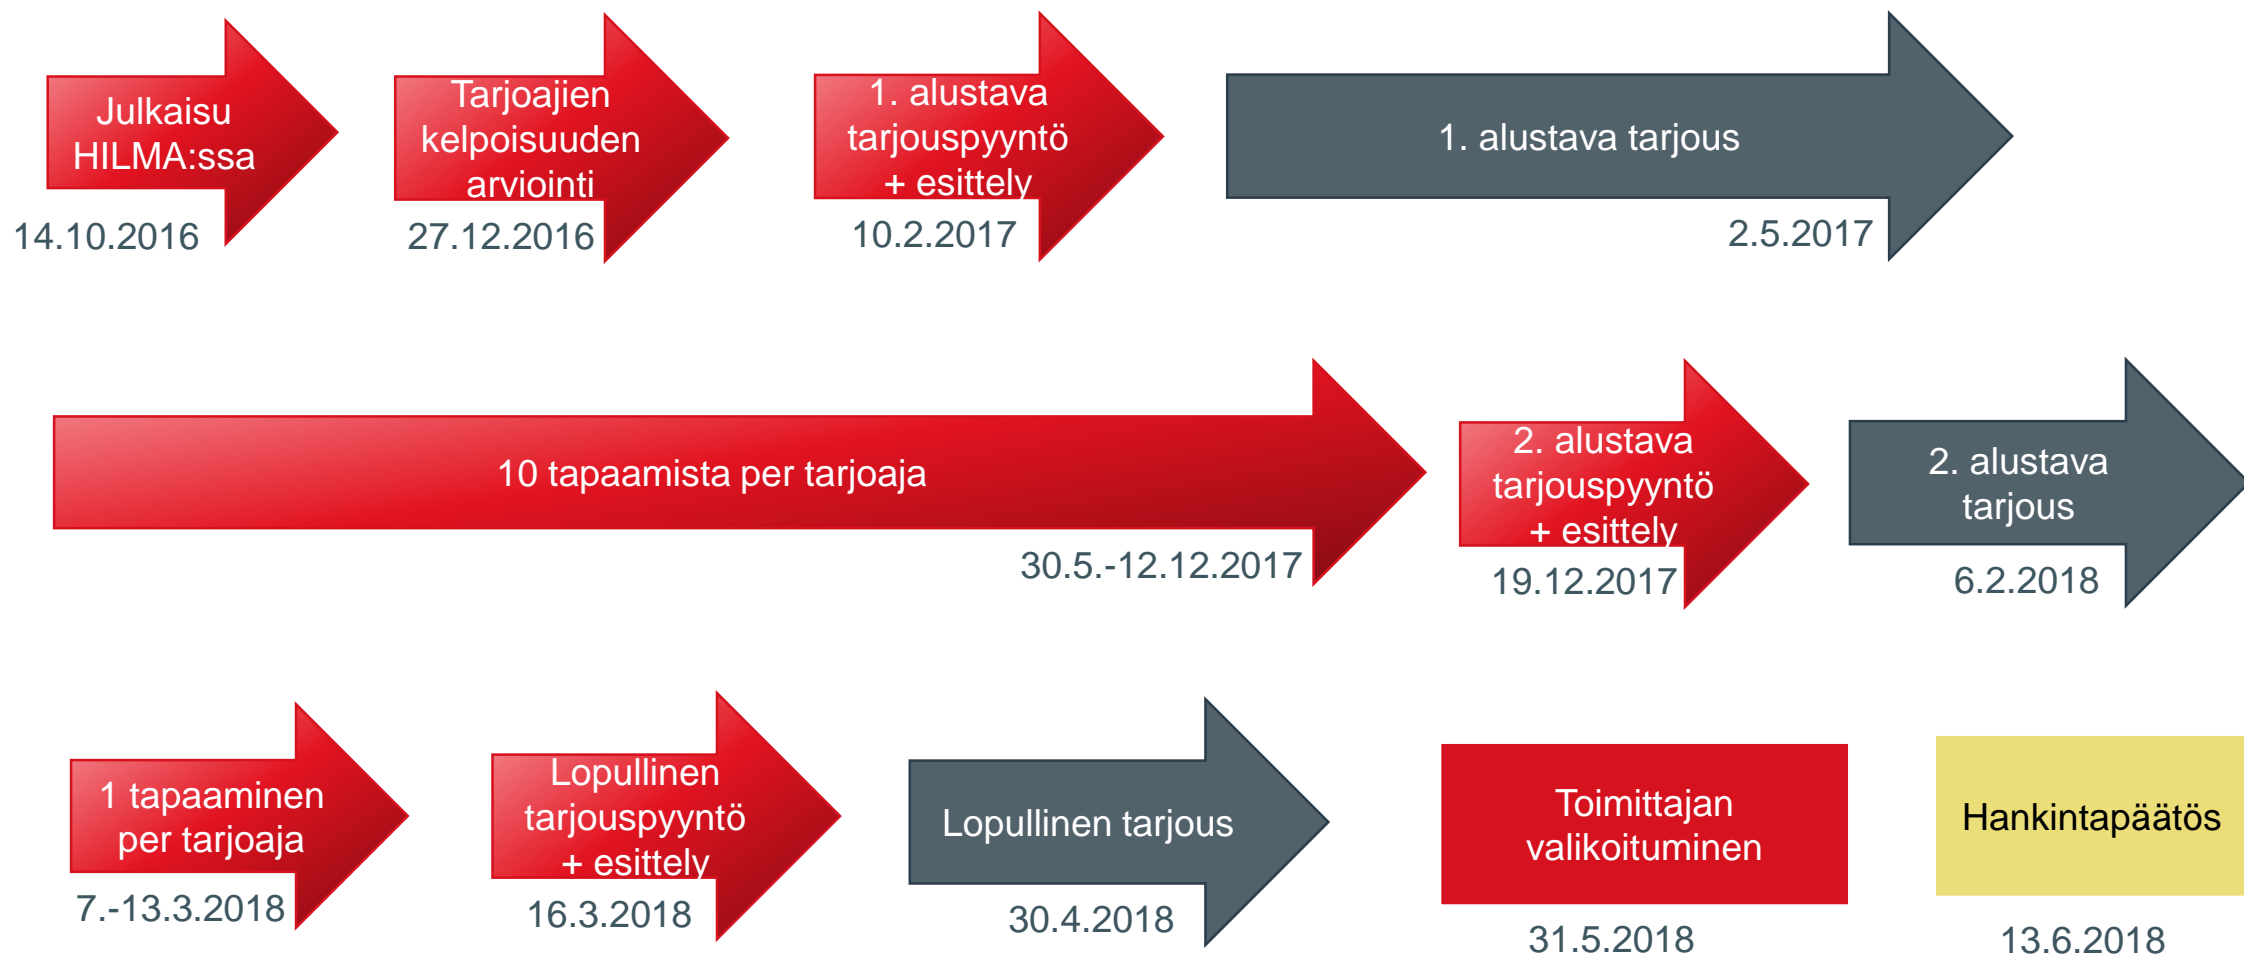 Julkaisu
HILMA:ssa
14.10.2016
Tarjoajien
kelpoisuuden
arviointi
27.12.2016
1. alustava
tarjouspyyntö
+ esittely
10.2.2017
1. alustava tarjous
2.5.2017
10 tapaamista per tarjoaja
30.5.-12.12.2017
2. alustava
tarjouspyyntö
+ esittely
19.12.2017
2. alustava
tarjous
6.2.2018
1 tapaaminen
per tarjoaja
7.-13.3.2018
Lopullinen
tarjouspyyntö
+ esittely
16.3.2018
Lopullinen tarjous
30.4.2018
Toimittajan
valikoituminen
31.5.2018
Hankintapäätös
13.6.2018